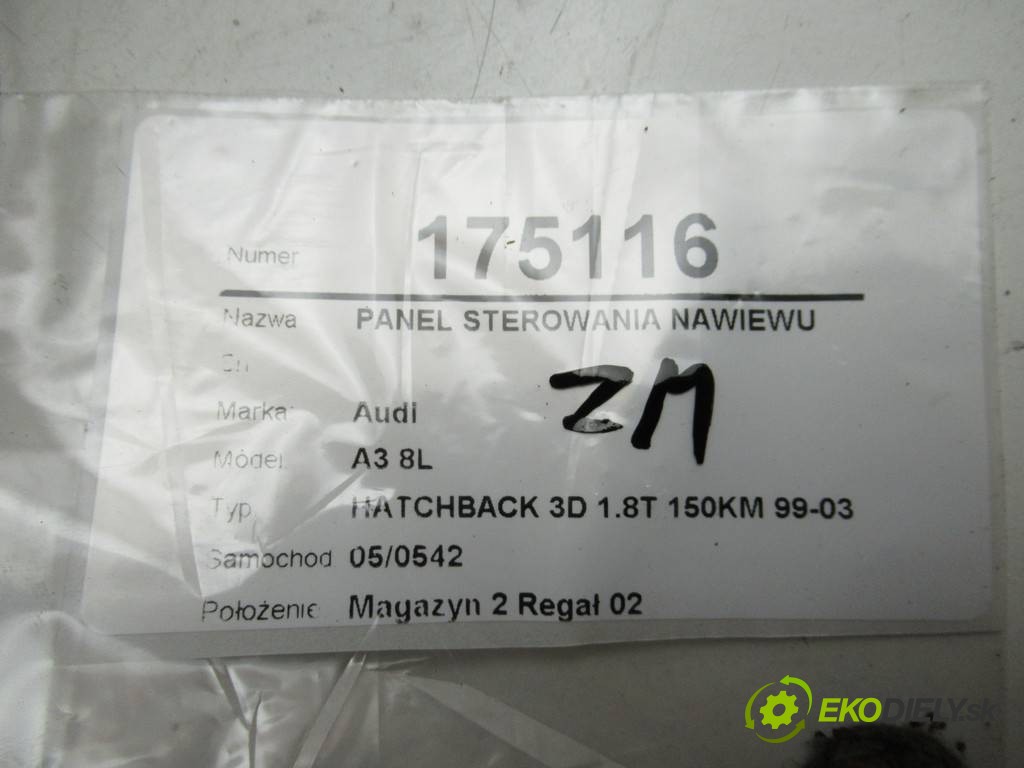 Numer 175116
Nazwa PANEL STEROWANIA NAWIEWU
ZM
Marka: Audi
Model: A3 8L
Typ HATCHBACK 3D 1.8T 150KM 99-03
Samochod 05/0542
Położenie Magazyn 2 Regał 02
EKODIELY.sk